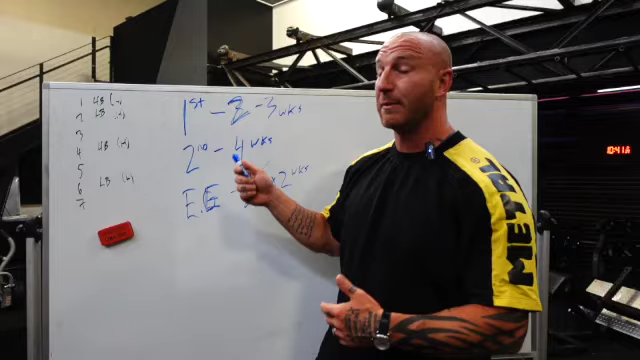 1 UB
2 LB
3
4 UB (H)
5
6 LB (H)
7
1st - 2 - 3 wks
2nd - 4 wks
2 wks
METAL
10:41